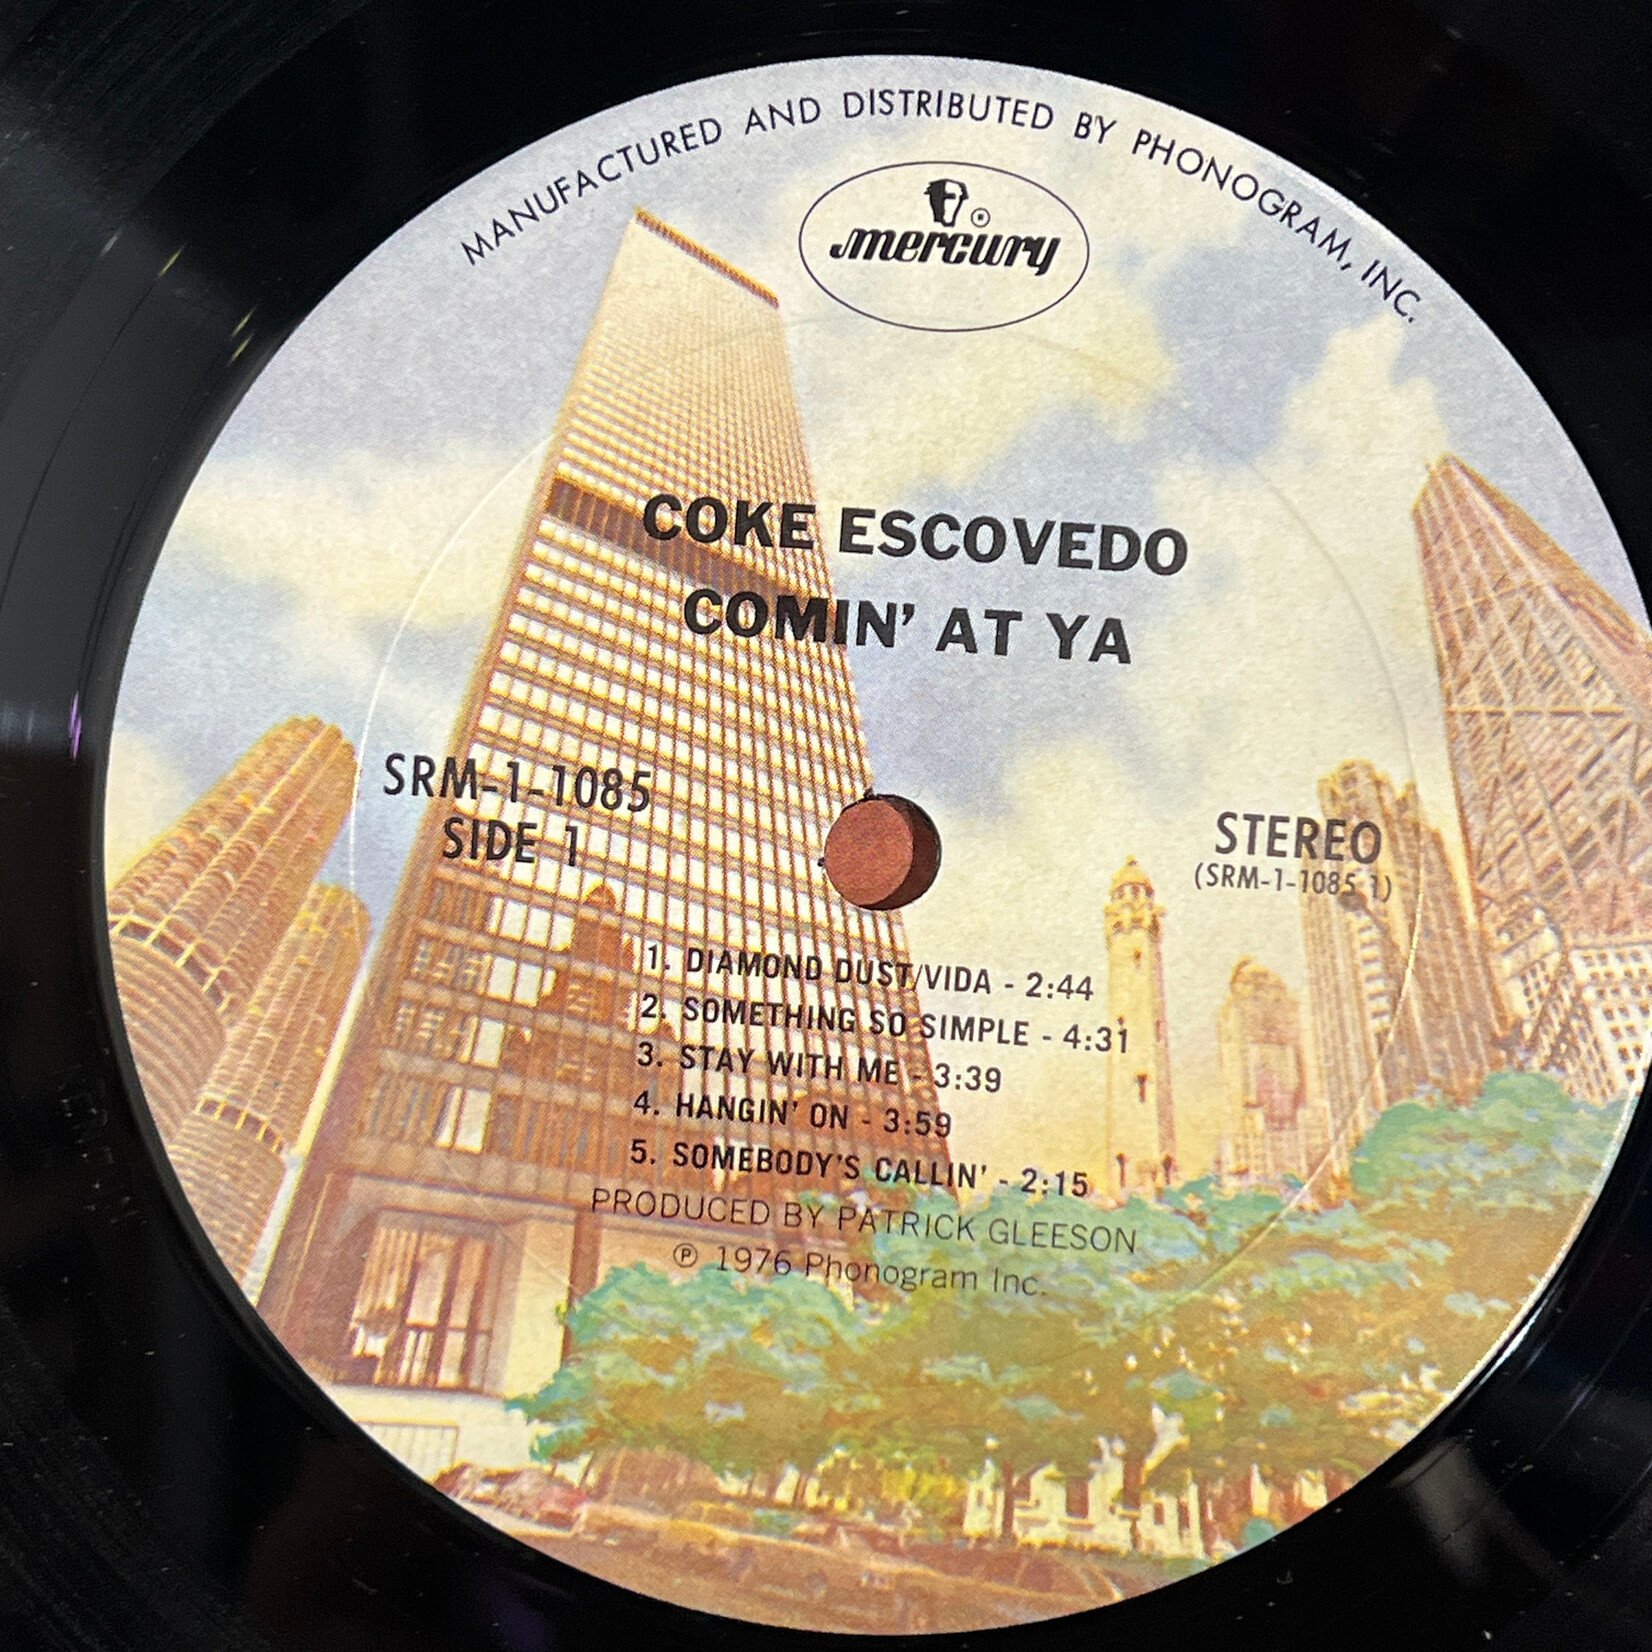 MANUFACTURED AND DISTRIBUTED BY PHONOGRAM, INC.
mercury ®
COKE ESCOVEDO
COMIN' AT YA
SRM-1-1085
SIDE 1
STEREO
(SRM-1-1085 1)
1. DIAMOND DUST/VIDA - 2:44
2. SOMETHING SO SIMPLE - 4:31
3. STAY WITH ME - 3:39
4. HANGIN' ON - 3:59
5. SOMEBODY'S CALLIN' - 2:15
PRODUCED BY PATRICK GLEESON
℗ 1976 Phonogram Inc.